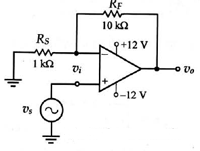 R_F
10 kΩ
R_S
+12 V
1 kΩ
v_i
−
+
v_o
−12 V
v_s